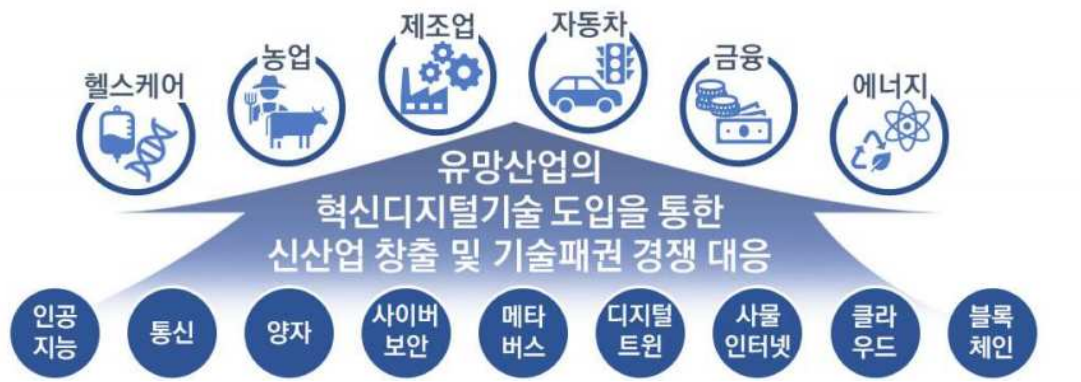 헬스케어
농업
제조업
자동차
금융
에너지
유망산업의
혁신디지털기술 도입을 통한
신산업 창출 및 기술패권 경쟁 대응
인공
지능
통신
양자
사이버
보안
메타
버스
디지털
트윈
사물
인터넷
클라
우드
블록
체인